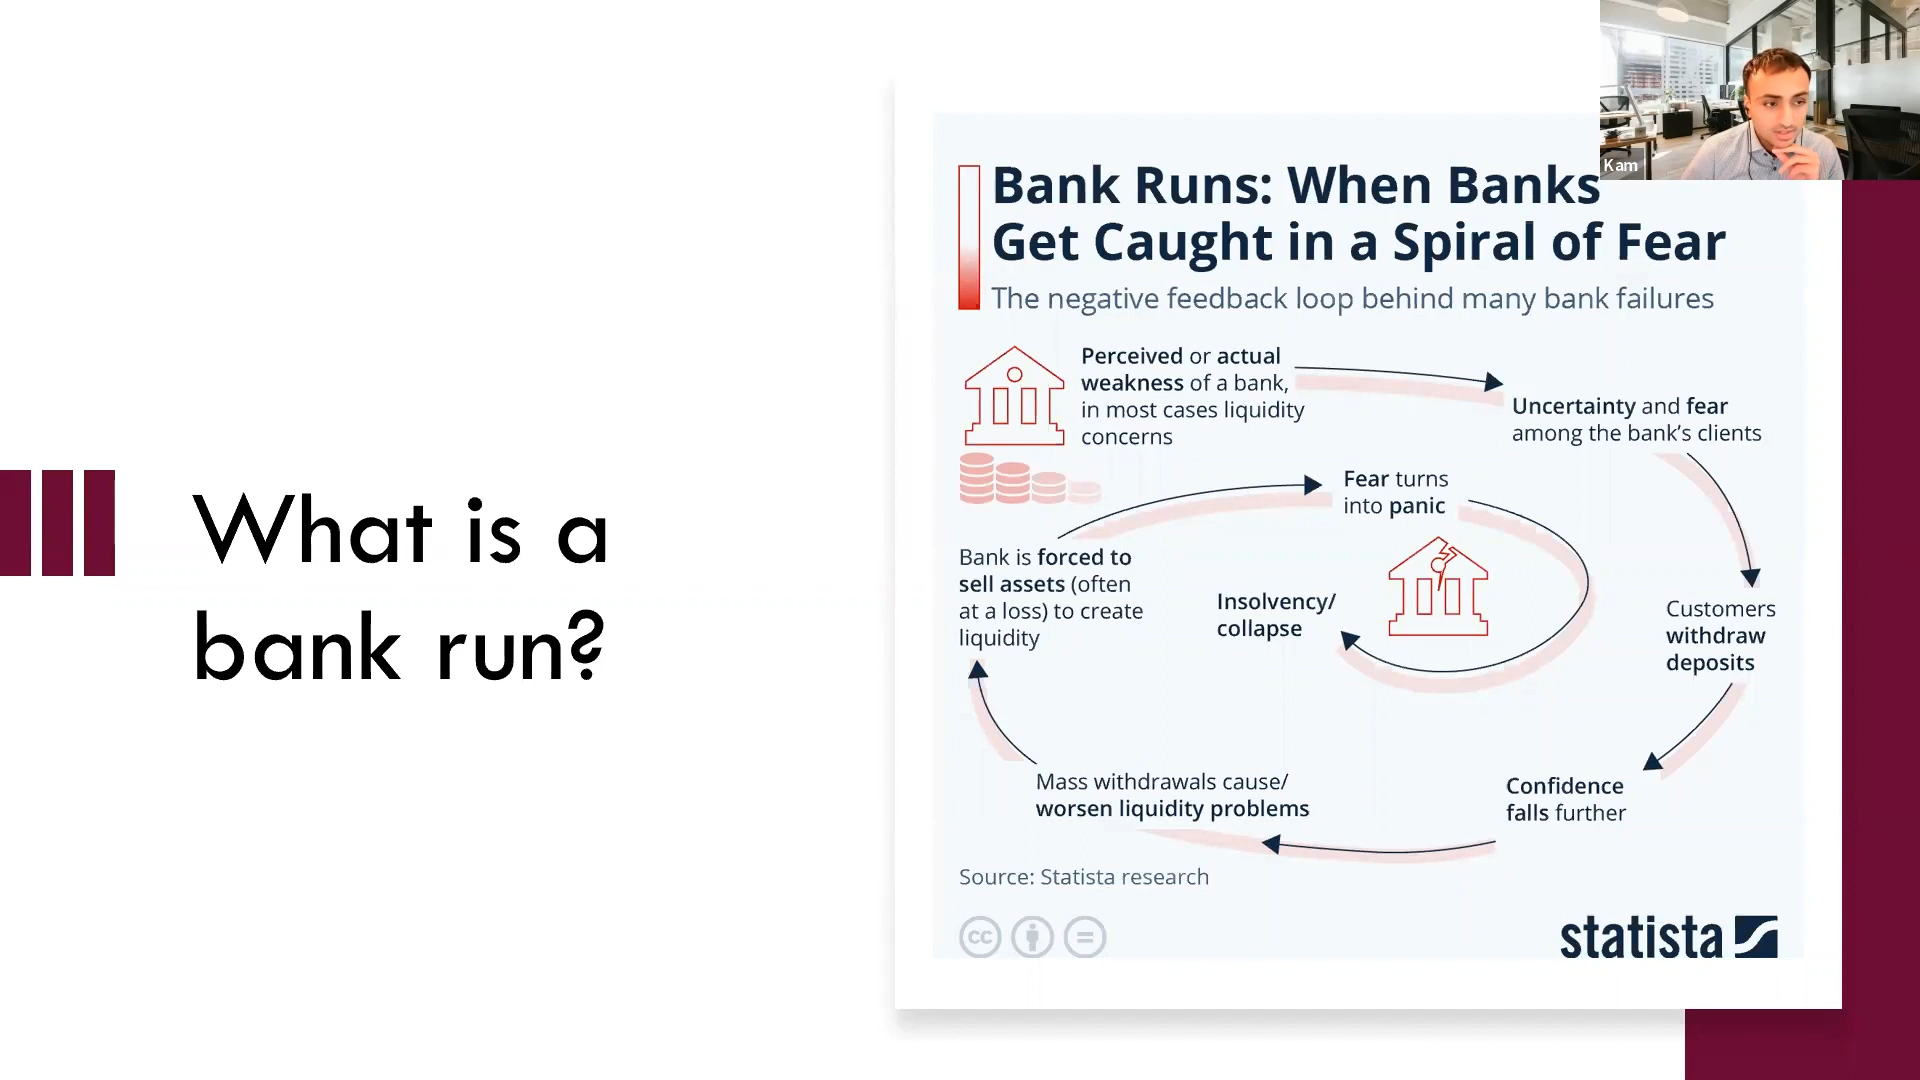 What is a
bank run?
Kam
Bank Runs: When Banks
Get Caught in a Spiral of Fear
The negative feedback loop behind many bank failures
Perceived or actual
weakness of a bank,
in most cases liquidity
concerns
Uncertainty and fear
among the bank's clients
Customers
withdraw
deposits
Confidence
falls further
Mass withdrawals cause/
worsen liquidity problems
Bank is forced to
sell assets (often
at a loss) to create
liquidity
Fear turns
into panic
Insolvency/
collapse
Source: Statista research
cc
=
statista